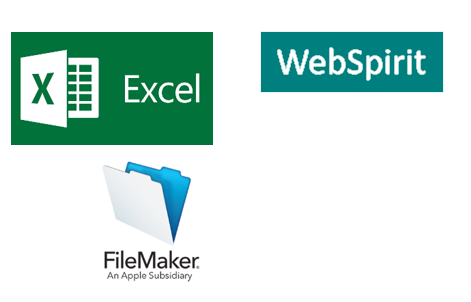 X Excel
WebSpirit
FileMaker®
An Apple Subsidiary